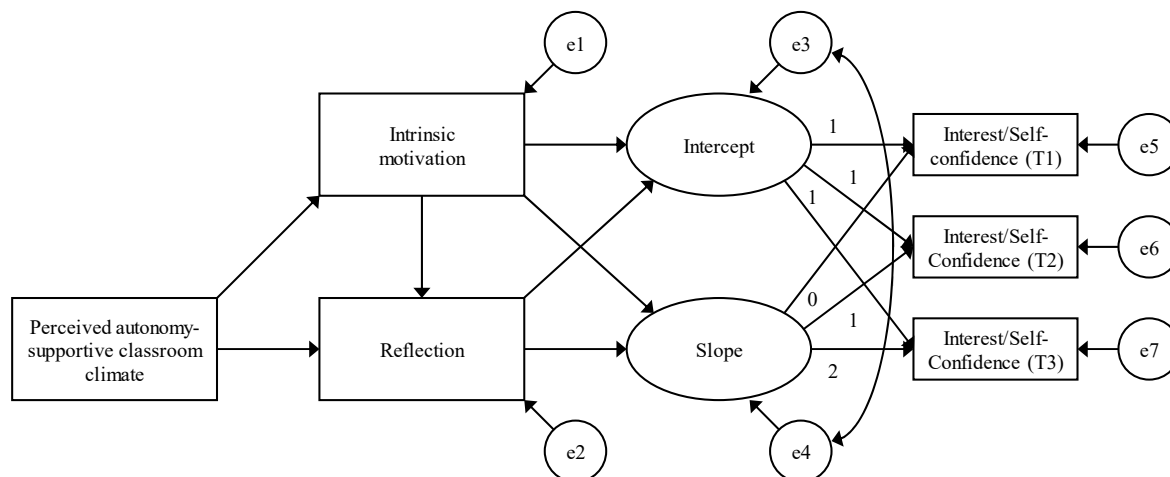 e1
e3
Intrinsic
motivation
Intercept
1
Interest/Self-
confidence (T1)
e5
1
1
Interest/Self-
Confidence (T2)
e6
Perceived autonomy-
supportive classroom
climate
Reflection
Slope
0
1
2
Interest/Self-
Confidence (T3)
e7
e2
e4